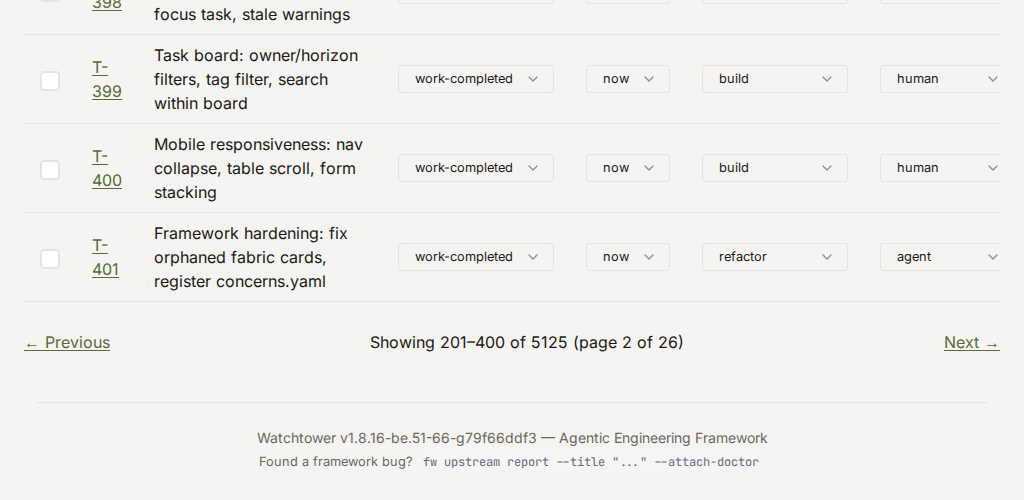 398
focus task, stale warnings
T-
399
Task board: owner/horizon
filters, tag filter, search
within board
work-completed
now
build
human
T-
400
Mobile responsiveness: nav
collapse, table scroll, form
stacking
work-completed
now
build
human
T-
401
Framework hardening: fix
orphaned fabric cards,
register concerns.yaml
work-completed
now
refactor
agent
← Previous
Showing 201–400 of 5125 (page 2 of 26)
Next →
Watchtower v1.8.16-be.51-66-g79f66ddf3 — Agentic Engineering Framework
Found a framework bug? fw upstream report --title "..." --attach-doctor